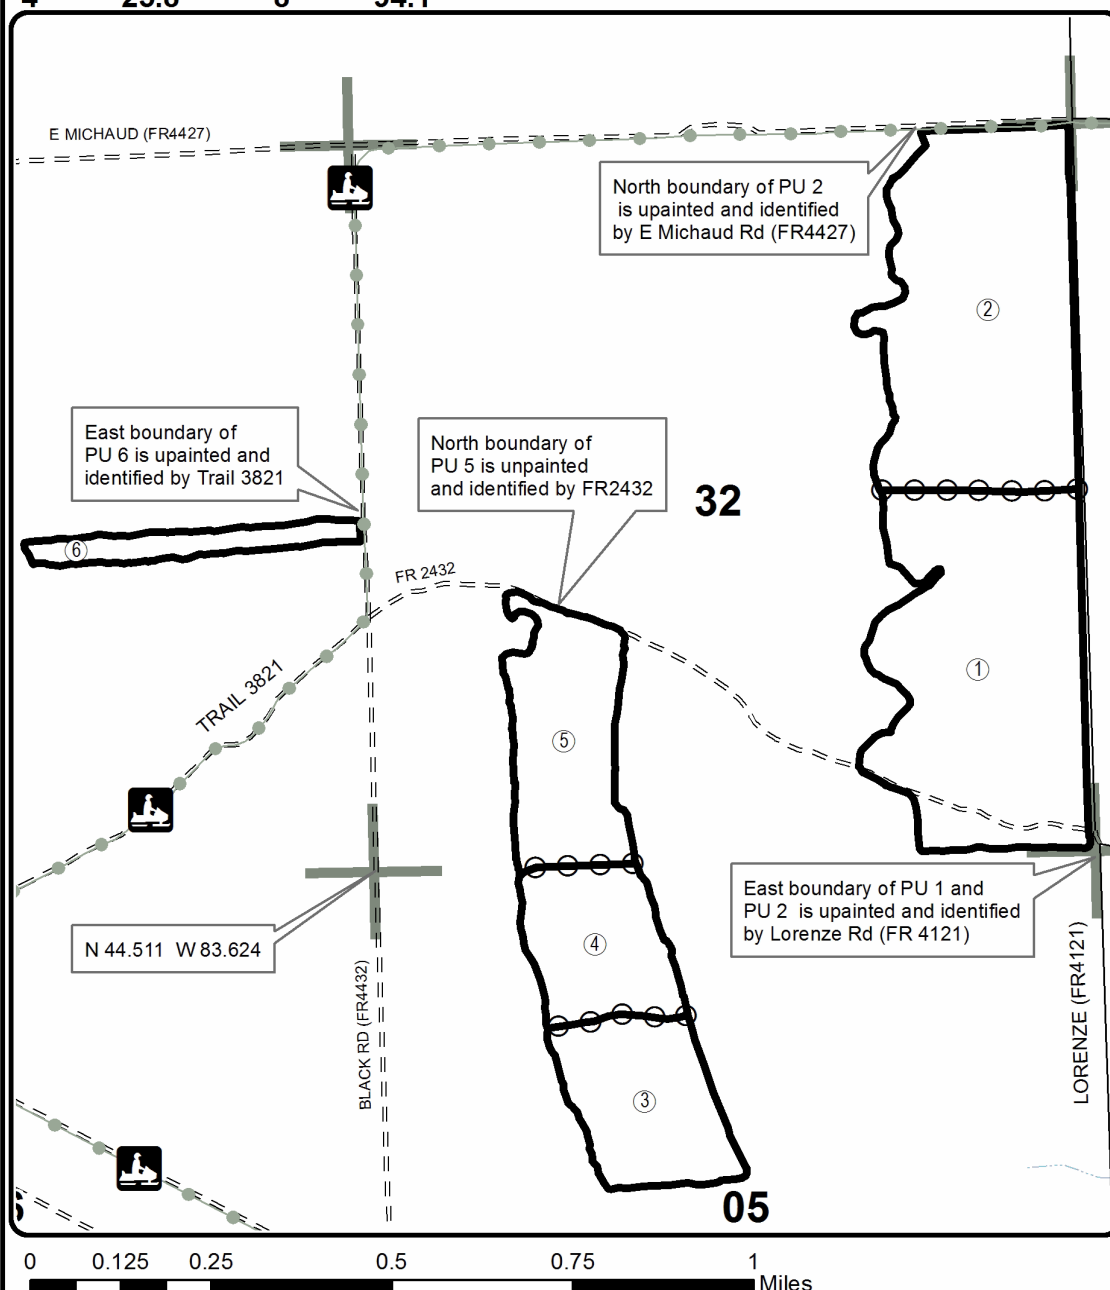 E MICHAUD (FR4427)
North boundary of PU 2
is upainted and identified
by E Michaud Rd (FR4427)
2
East boundary of
PU 6 is upainted and
identified by Trail 3821
North boundary of
PU 5 is unpainted
and identified by FR2432
32
6
FR 2432
TRAIL 3821
1
5
East boundary of PU 1 and
PU 2 is upainted and identified
by Lorenze Rd (FR 4121)
N 44.511 W 83.624
4
BLACK RD (FR4432)
LORENZE (FR4121)
3
05
0 0.125 0.25 0.5 0.75 1
Miles